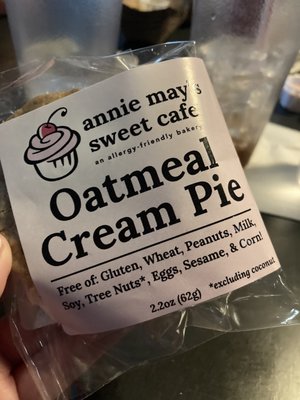 annie may's
sweet cafe
an allergy-friendly bakery
Oatmeal
Cream Pie
Free of: Gluten, Wheat, Peanuts, Milk,
Soy, Tree Nuts*, Eggs, Sesame, & Corn!
2.2oz (62g)
*excluding coconut